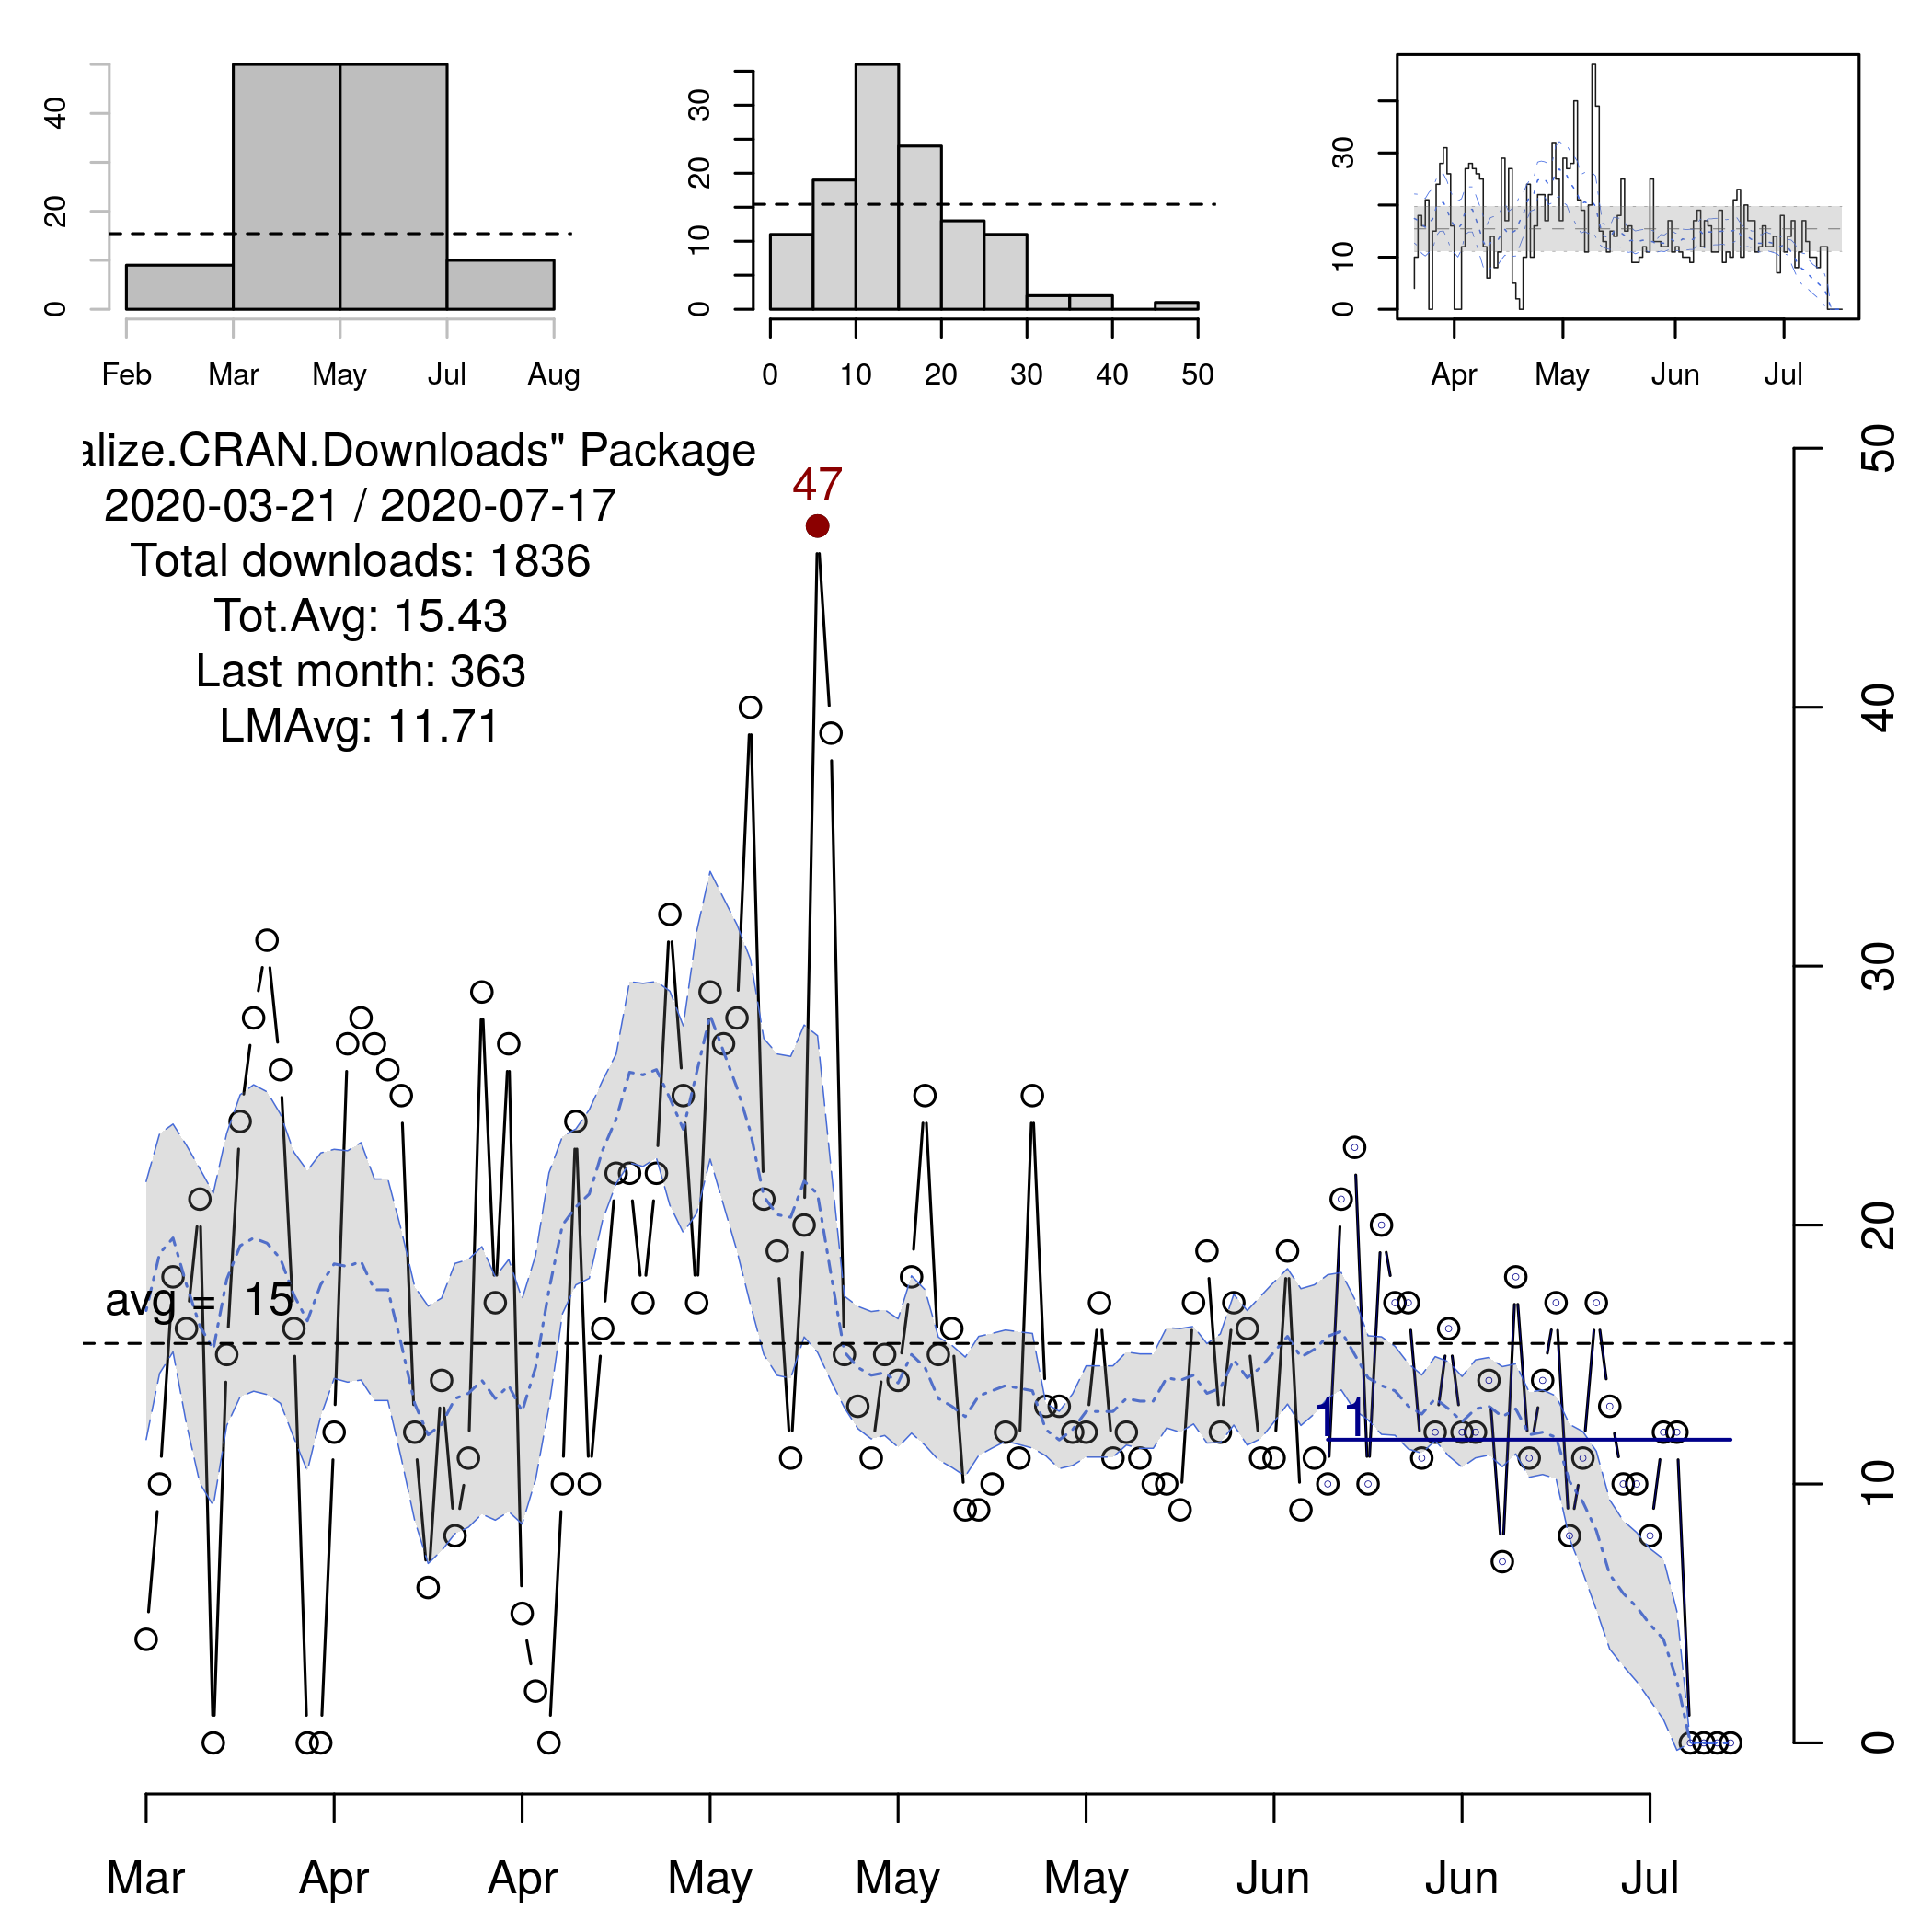 0 20 40
Feb Mar May Jul Aug
0 10 20 30
0 10 20 30 40 50
0 10 30
Apr May Jun Jul
alize.CRAN.Downloads" Package
2020-03-21 / 2020-07-17
Total downloads: 1836
Tot.Avg: 15.43
Last month: 363
LMAvg: 11.71
47
avg = 15
11
0 10 20 30 40 50
Mar Apr Apr May May May Jun Jun Jul